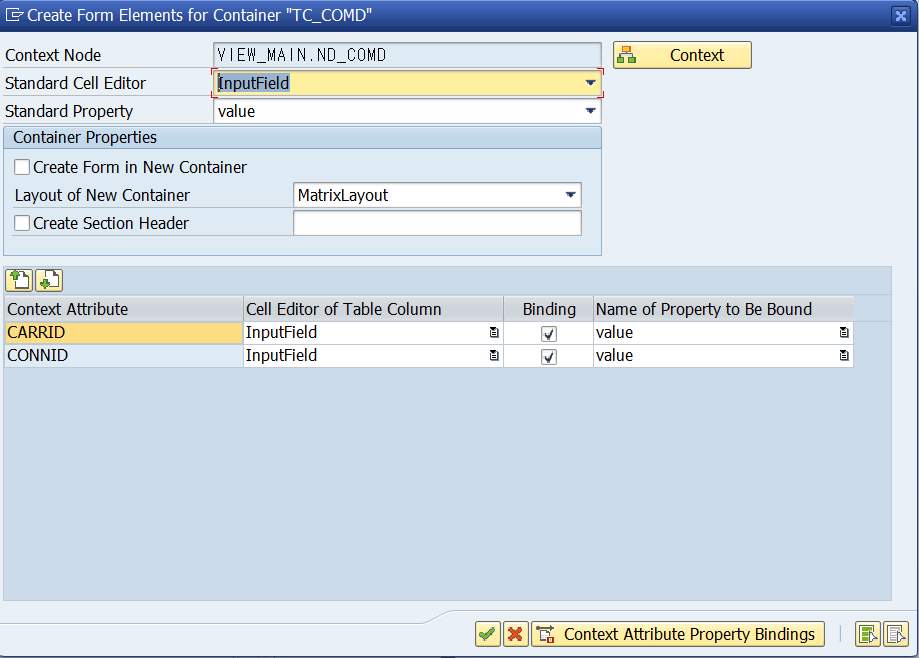 Create Form Elements for Container "TC_COMD"
Context Node VIEW_MAIN.ND_COMD Context
Standard Cell Editor InputField
Standard Property value
Container Properties
Create Form in New Container
Layout of New Container MatrixLayout
Create Section Header
Context Attribute Cell Editor of Table Column Binding Name of Property to Be Bound
CARRID InputField value
CONNID InputField value
Context Attribute Property Bindings